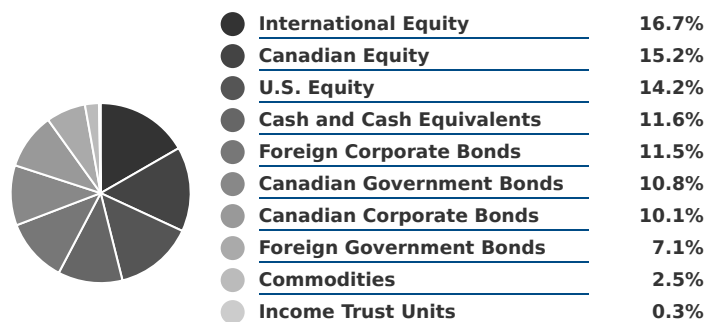 International Equity 16.7%
Canadian Equity 15.2%
U.S. Equity 14.2%
Cash and Cash Equivalents 11.6%
Foreign Corporate Bonds 11.5%
Canadian Government Bonds 10.8%
Canadian Corporate Bonds 10.1%
Foreign Government Bonds 7.1%
Commodities 2.5%
Income Trust Units 0.3%